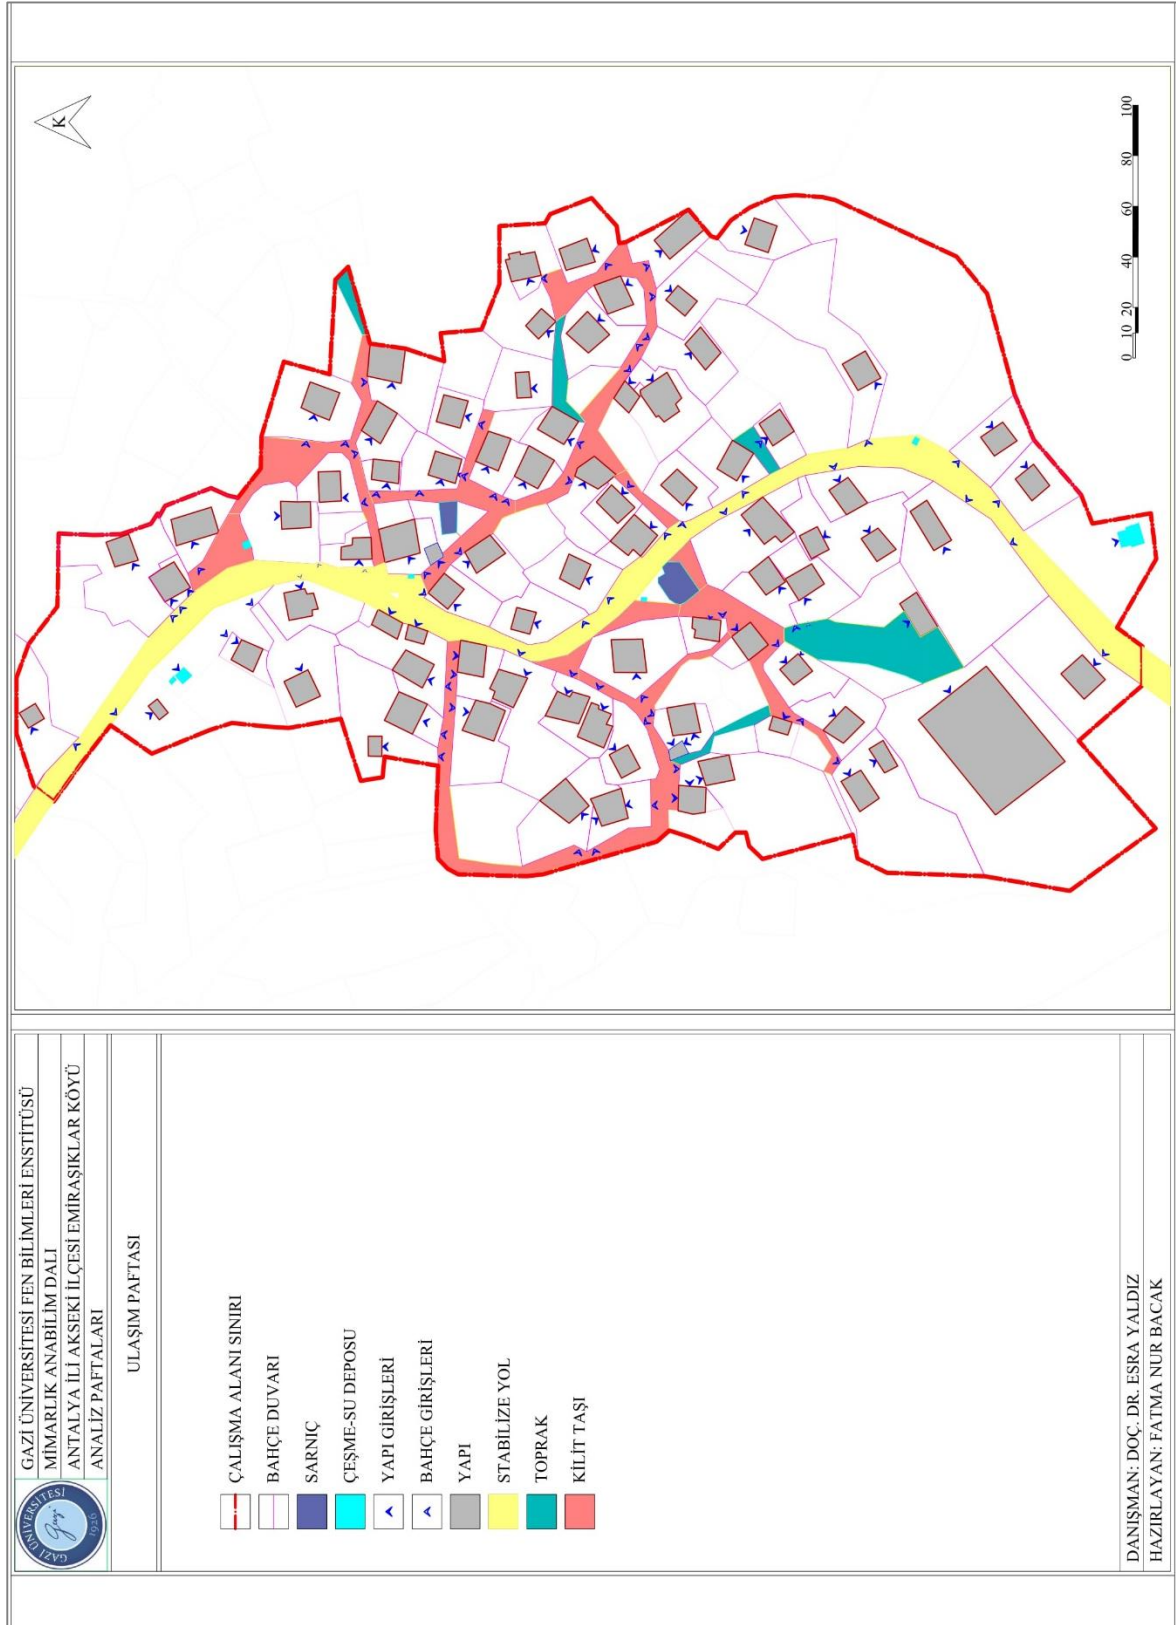 GAZİ ÜNİVERSİTESİ FEN BİLİMLERİ ENSTİTÜSÜ
MİMARLIK ANABİLİM DALI
ANTALYA İLİ AKSEKİ İLÇESİ EMİRAŞIKLAR KÖYÜ
ANALİZ PAFTALARI
GAZİ ÜNİVERSİTESİ
Gazi
1926
ULAŞIM PAFTASI
ÇALIŞMA ALANI SINIRI
BAHÇE DUVARI
SARNIÇ
ÇEŞME-SU DEPOSU
YAPI GİRİŞLERİ
BAHÇE GİRİŞLERİ
YAPI
STABİLİZE YOL
TOPRAK
KİLİT TAŞI
DANIŞMAN: DOÇ. DR. ESRA YALDIZ
HAZIRLAYAN: FATMA NUR BACAK
K
0 10 20 40 60 80 100